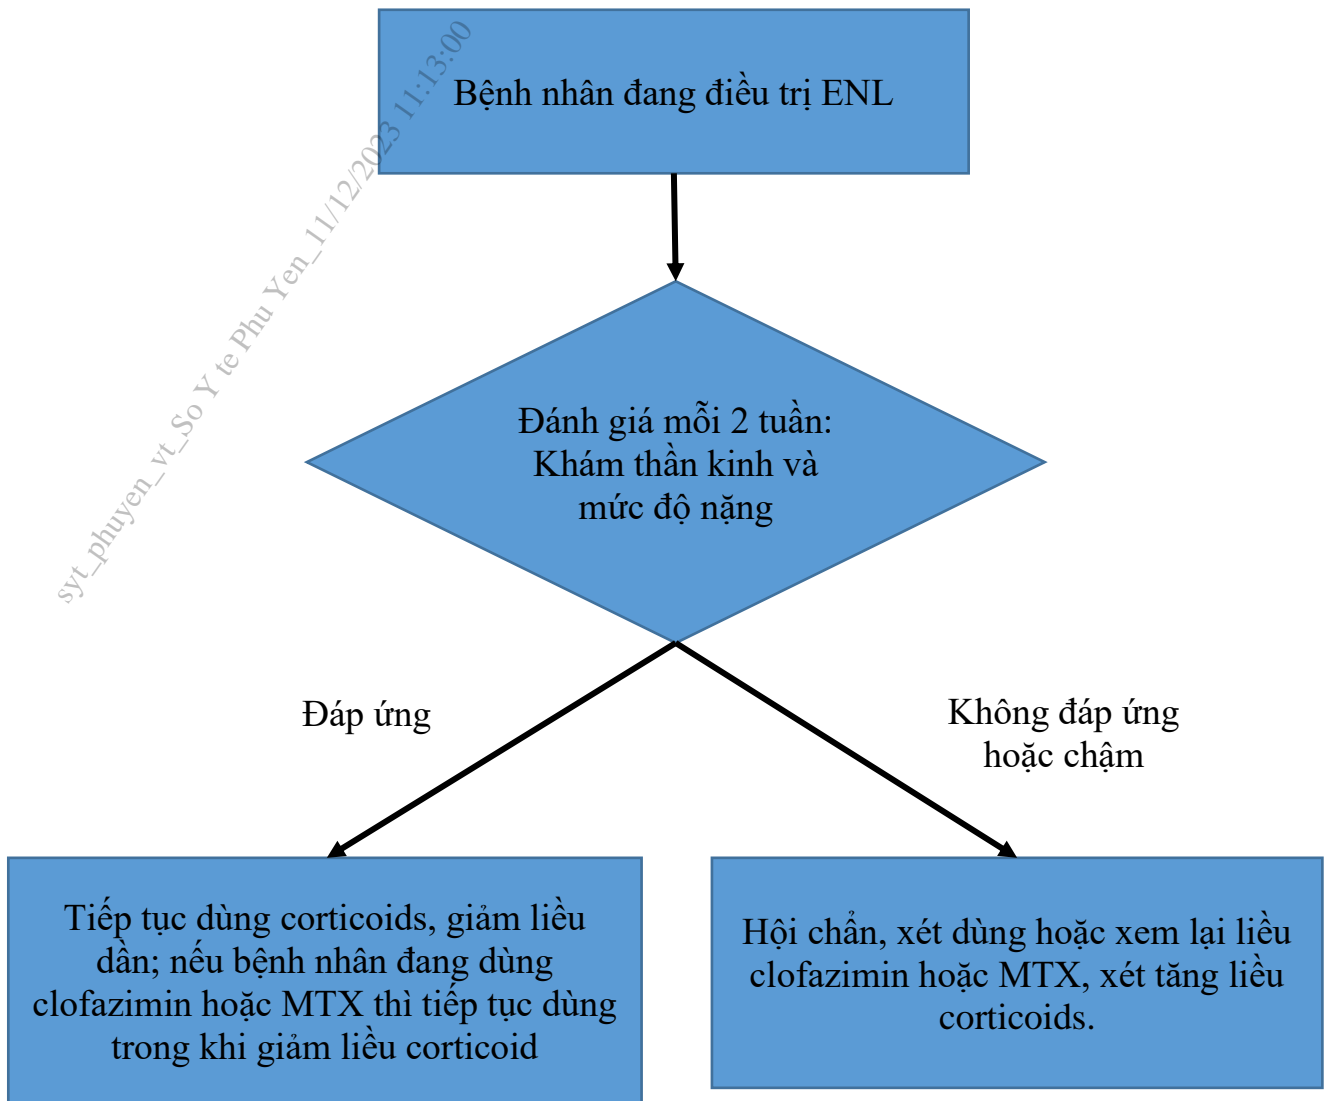 Bệnh nhân đang điều trị ENL
syt_phuyen_vt_So Y te Phu Yen_11/12/2023 11:13:00
Đánh giá mỗi 2 tuần:
Khám thần kinh và
mức độ nặng
Đáp ứng
Không đáp ứng
hoặc chậm
Tiếp tục dùng corticoids, giảm liều
dần; nếu bệnh nhân đang dùng
clofazimin hoặc MTX thì tiếp tục dùng
trong khi giảm liều corticoid
Hội chẩn, xét dùng hoặc xem lại liều
clofazimin hoặc MTX, xét tăng liều
corticoids.